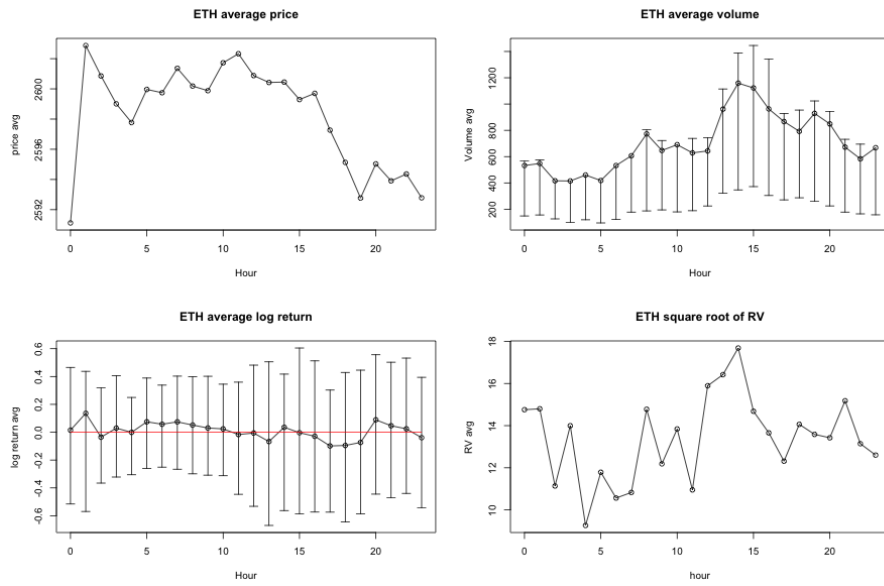 ETH average price
price avg
2592 2596 2600
0 5 10 15 20
Hour
ETH average volume
Volume avg
200 400 600 800 1200
0 5 10 15 20
Hour
ETH average log return
log return avg
-0.6 -0.4 -0.2 0.0 0.2 0.4 0.6
0 5 10 15 20
Hour
ETH square root of RV
RV avg
10 12 14 16 18
0 5 10 15 20
hour